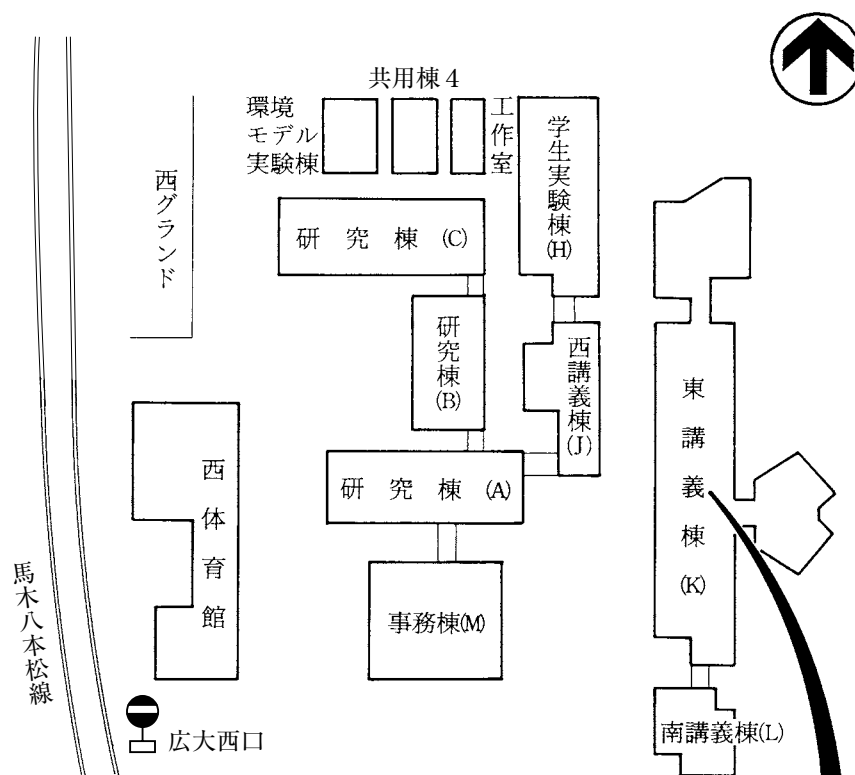 共用棟4
環境
モデル
実験棟
工作室
学生実験棟(H)
西グランド
研究棟(C)
研究棟(B)
西講義棟(J)
東講義棟(K)
研究棟(A)
西体育館
事務棟(M)
馬木八本松線
広大西口
南講義棟(L)